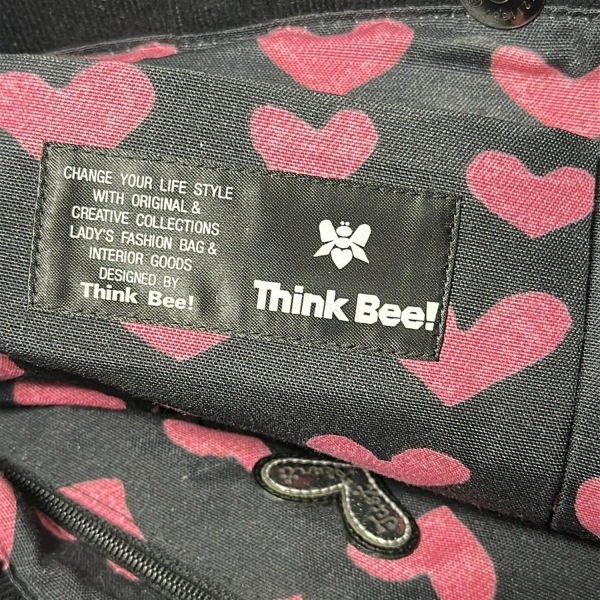 CHANGE YOUR LIFE STYLE
WITH ORIGINAL &
CREATIVE COLLECTIONS
LADY'S FASHION BAG &
INTERIOR GOODS
DESIGNED BY
Think Bee!
Think Bee!